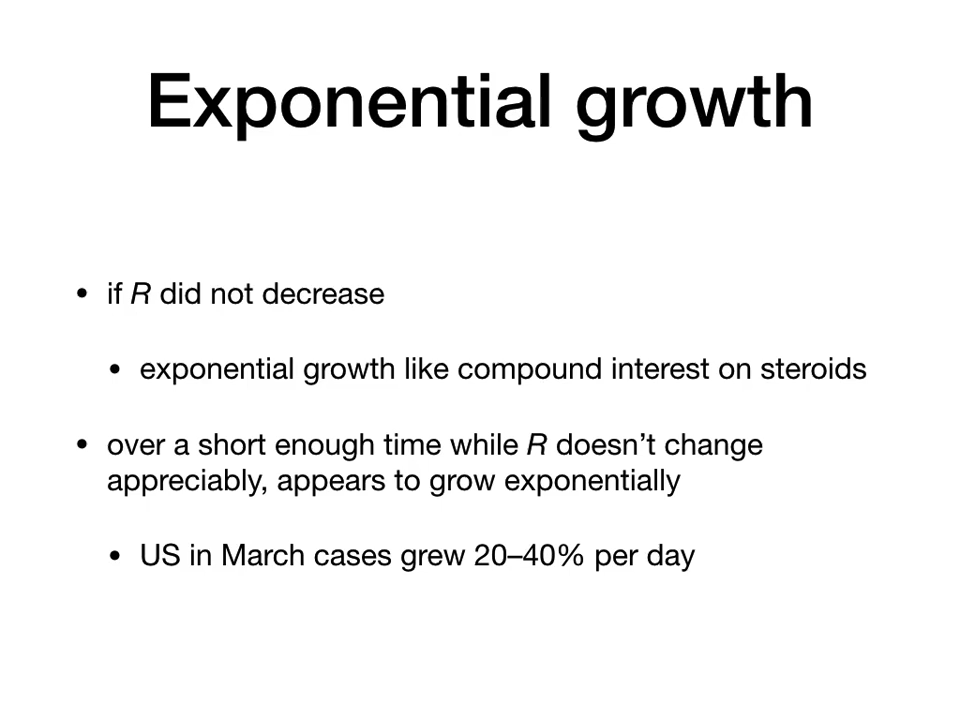 Exponential growth
• if R did not decrease
• exponential growth like compound interest on steroids
• over a short enough time while R doesn’t change
appreciably, appears to grow exponentially
• US in March cases grew 20–40% per day